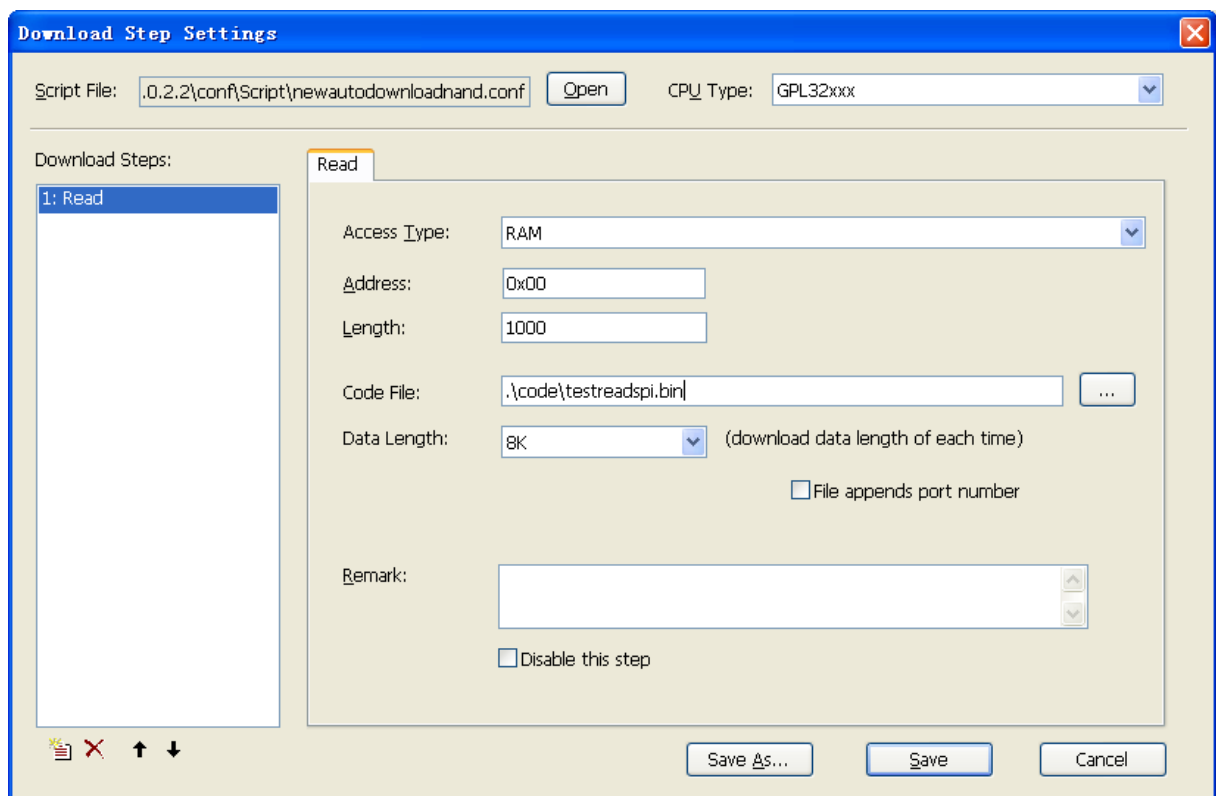 Download Step Settings
Script File: .0.2.2\conf\Script\newautodownloadnand.conf Open CPU Type: GPL32xxx
Download Steps:
1: Read
Read
Access Type: RAM
Address: 0x00
Length: 1000
Code File: .\code\testreadspi.bin ...
Data Length: 8K (download data length of each time)
File appends port number
Remark:
Disable this step
Save As... Save Cancel